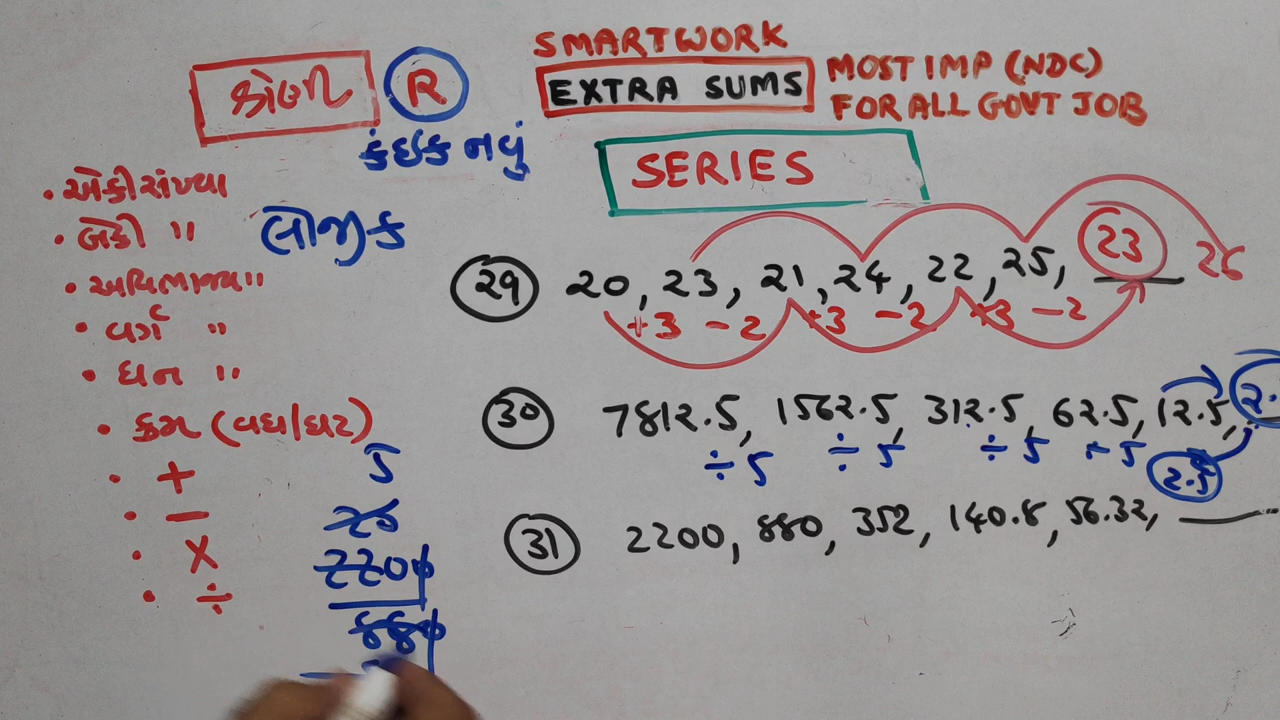 SMARTWORK
શ્રેણી R EXTRA SUMS MOST IMP (NDC)
FOR ALL GOVT JOB
કંઇક નવું
SERIES
• એકી સંખ્યા
• બેકી "
લોજીક
• અવિભાજ્ય "
• વર્ગ "
• ઘન "
• ક્રમ (વધ/ઘટ)
• +
• −
• ×
• ÷
29 20, 23, 21, 24, 22, 25, 23 26
+3 −2 +3 −2 +3 −2
30 7812.5, 1562.5, 312.5, 62.5, 12.5, 2.
÷5 ÷5 ÷5 ÷5 2.5
31 2200, 880, 352, 140.8, 56.32, ___
5
2200
880